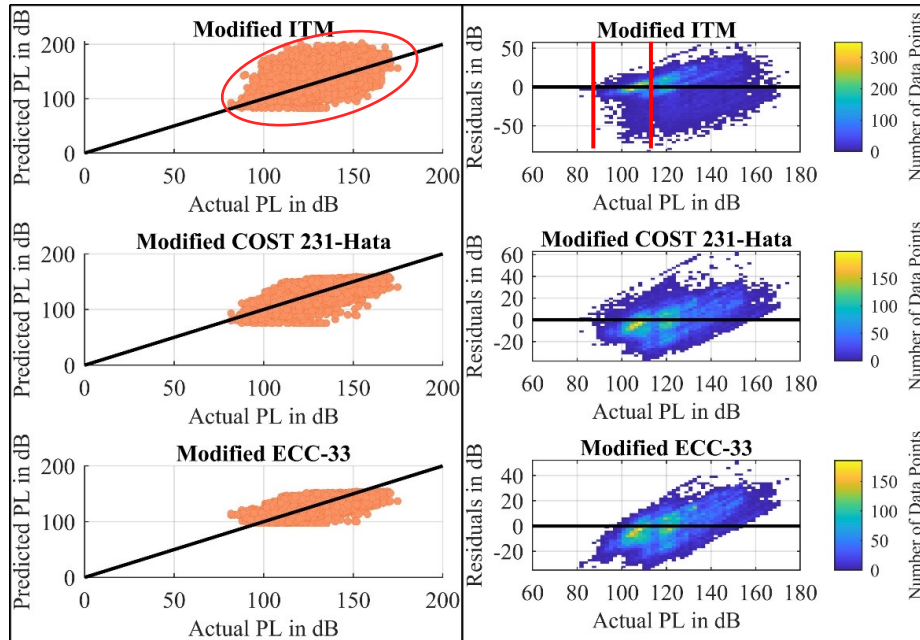 Modified ITM
Predicted PL in dB
200
100
0
0 50 100 150 200
Actual PL in dB
Modified COST 231-Hata
Predicted PL in dB
200
100
0
0 50 100 150 200
Actual PL in dB
Modified ECC-33
Predicted PL in dB
200
100
0
0 50 100 150 200
Actual PL in dB
Modified ITM
Residuals in dB
50
0
-50
60 80 100 120 140 160 180
Actual PL in dB
300
200
100
0
Number of Data Points
Modified COST 231-Hata
Residuals in dB
60
40
20
0
-20
60 80 100 120 140 160 180
Actual PL in dB
150
100
50
0
Number of Data Points
Modified ECC-33
Residuals in dB
40
20
0
-20
60 80 100 120 140 160 180
Actual PL in dB
150
100
50
0
Number of Data Points